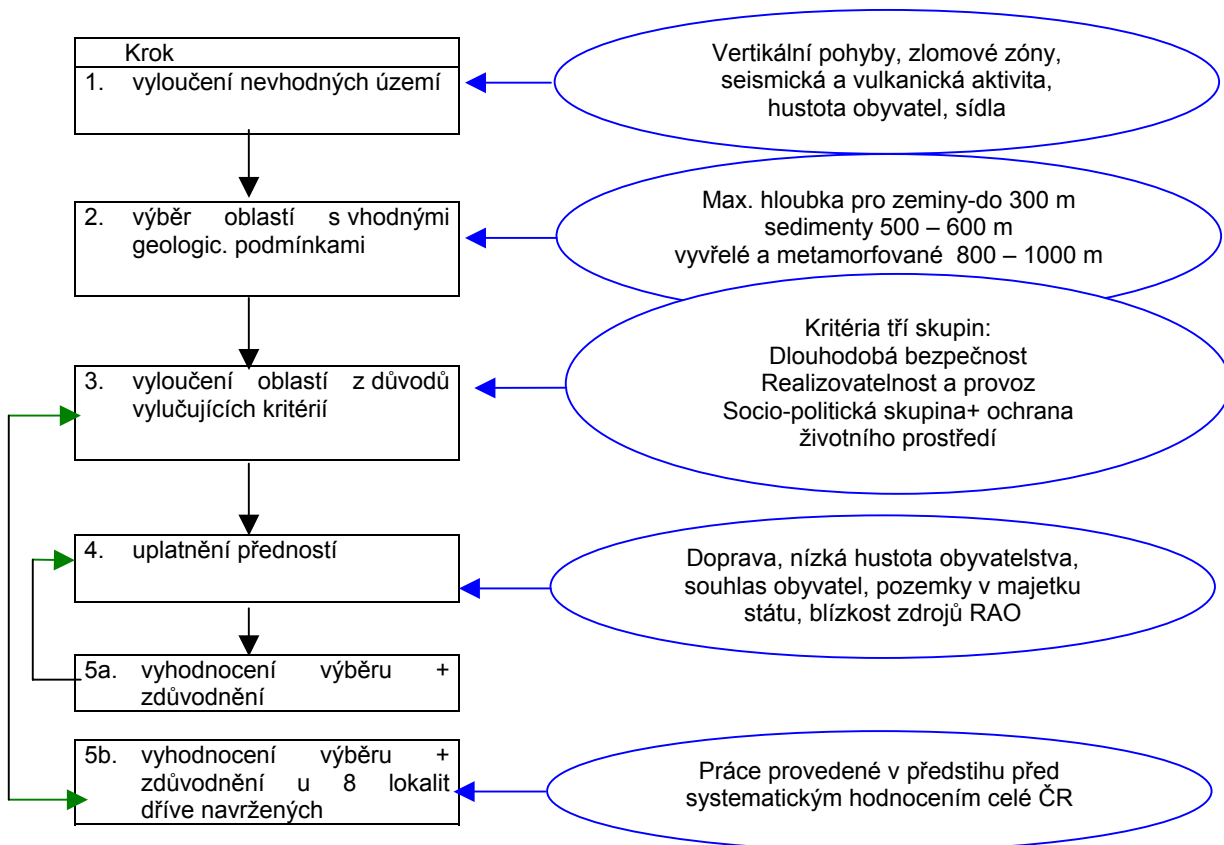 Krok
1. vyloučení nevhodných území
Vertikální pohyby, zlomové zóny,
seismická a vulkanická aktivita,
hustota obyvatel, sídla
2. výběr oblastí s vhodnými
geologic. podmínkami
Max. hloubka pro zeminy-do 300 m
sedimenty 500 – 600 m
vyvřelé a metamorfované 800 – 1000 m
3. vyloučení oblastí z důvodů
vylučujících kritérií
Kritéria tří skupin:
Dlouhodobá bezpečnost
Realizovatelnost a provoz
Socio-politická skupina+ ochrana
životního prostředí
4. uplatnění předností
Doprava, nízká hustota obyvatelstva,
souhlas obyvatel, pozemky v majetku
státu, blízkost zdrojů RAO
5a. vyhodnocení výběru +
zdůvodnění
5b. vyhodnocení výběru +
zdůvodnění u 8 lokalit
dříve navržených
Práce provedené v předstihu před
systematickým hodnocením celé ČR